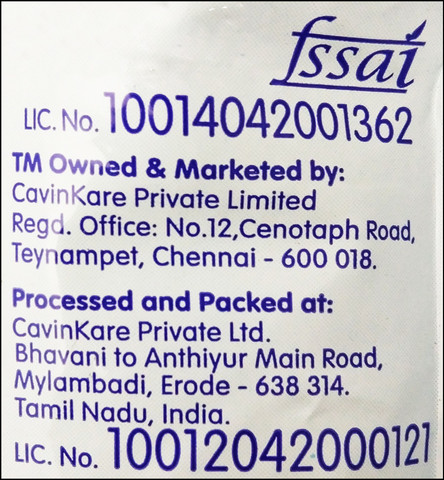 fssai
LIC. No. 10014042001362
TM Owned & Marketed by:
CavinKare Private Limited
Regd. Office: No.12,Cenotaph Road,
Teynampet, Chennai - 600 018.
Processed and Packed at:
CavinKare Private Ltd.
Bhavani to Anthiyur Main Road,
Mylambadi, Erode - 638 314.
Tamil Nadu, India.
LIC. No. 10012042000121